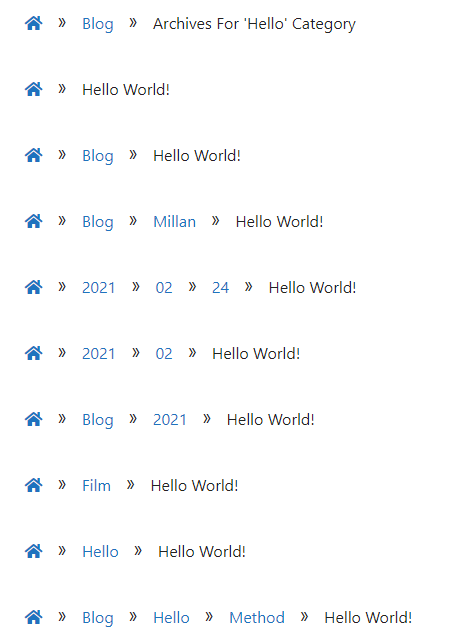 » Blog » Archives For 'Hello' Category
» Hello World!
» Blog » Hello World!
» Blog » Millan » Hello World!
» 2021 » 02 » 24 » Hello World!
» 2021 » 02 » Hello World!
» Blog » 2021 » Hello World!
» Film » Hello World!
» Hello » Hello World!
» Blog » Hello » Method » Hello World!